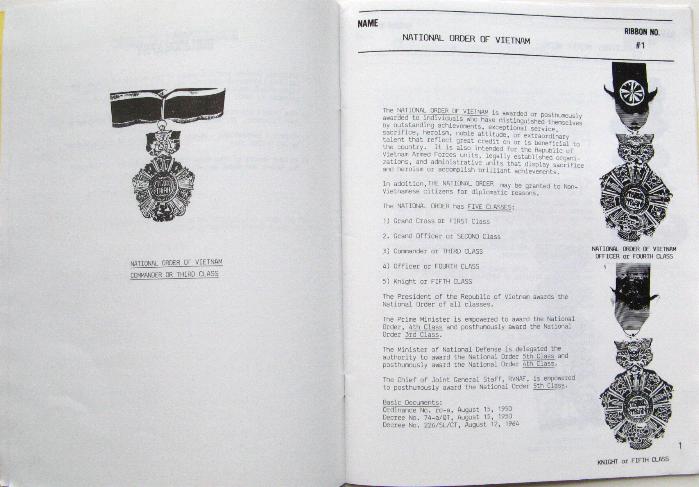 NATIONAL ORDER OF VIETNAM
COMMANDER OR THIRD CLASS
NAME
NATIONAL ORDER OF VIETNAM
RIBBON NO.
#1
The NATIONAL ORDER OF VIETNAM is awarded or posthumously
awarded to individuals who have distinguished themselves
by outstanding achievements, exceptional service,
sacrifice, heroism, noble attitude, or extraordinary
talent that reflect great credit on or is beneficial to
the country. It is also intended for the Republic of
Vietnam Armed Forces units, legally established organi-
zations, and administrative units that display sacrifice
and heroism or accomplish brilliant achievements.
In addition, THE NATIONAL ORDER may be granted to Non-
Vietnamese citizens for diplomatic reasons.
The NATIONAL ORDER has FIVE CLASSES:
1) Grand Cross or FIRST Class
2. Grand Officer or SECOND Class
3) Commander or THIRD CLASS
4) Officer or FOURTH CLASS
5) Knight or FIFTH CLASS
The President of the Republic of Vietnam awards the
National Order of all classes.
The Prime Minister is empowered to award the National
Order, 4th Class and posthumously award the National
Order 3rd Class.
The Minister of National Defense is delegated the
authority to award the National Order 5th Class and
posthumously award the National Order 4th Class.
The Chief of Joint General Staff, RVNAF, is empowered
to posthumously award the National Order 5th Class.
Basic Documents:
Ordinance No. August 15, 1950
Decree No. 74-a/QT, August 15, 1950
Decree No. 226/SL/CT, August 12, 1964
NATIONAL ORDER OF VIETNAM
OFFICER or FOURTH CLASS
KNIGHT or FIFTH CLASS
1